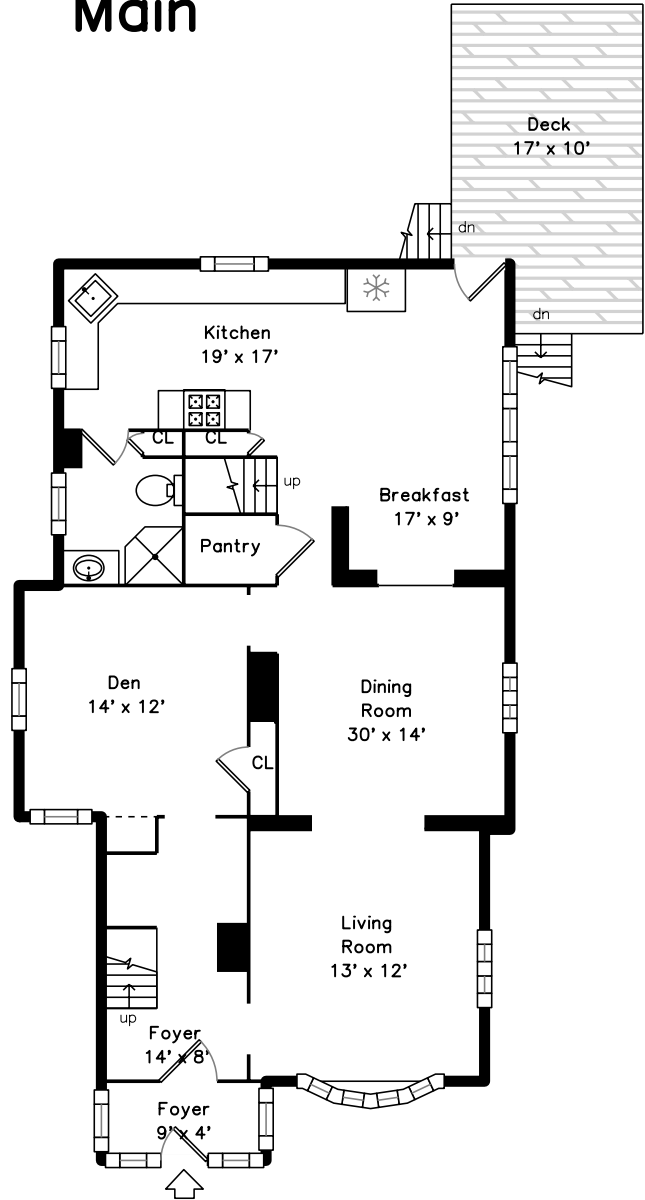 Main
Deck
17' x 10'
dn
dn
Kitchen
19' x 17'
CL
CL
up
Breakfast
17' x 9'
Pantry
Den
14' x 12'
Dining
Room
30' x 14'
CL
Living
Room
13' x 12'
up
Foyer
14' x 8'
Foyer
9' x 4'